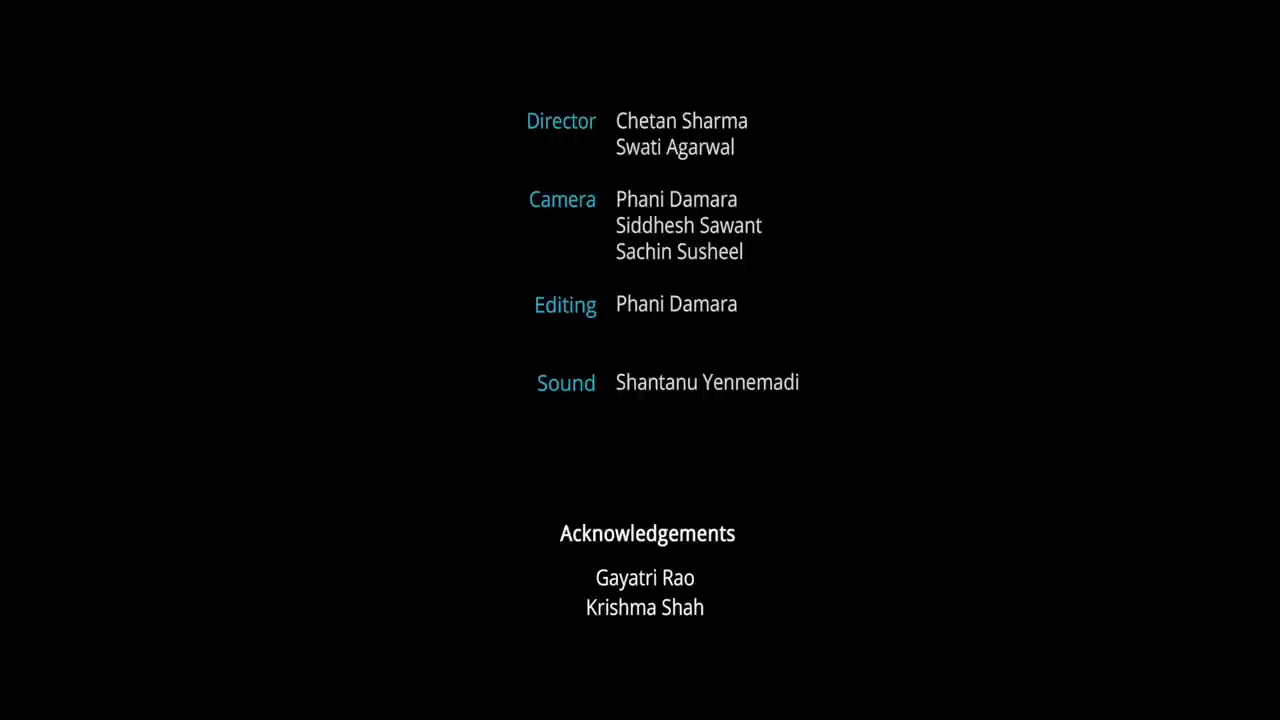 Director Chetan Sharma
Swati Agarwal
Camera Phani Damara
Siddhesh Sawant
Sachin Susheel
Editing Phani Damara
Sound Shantanu Yennemadi
Acknowledgements
Gayatri Rao
Krishma Shah